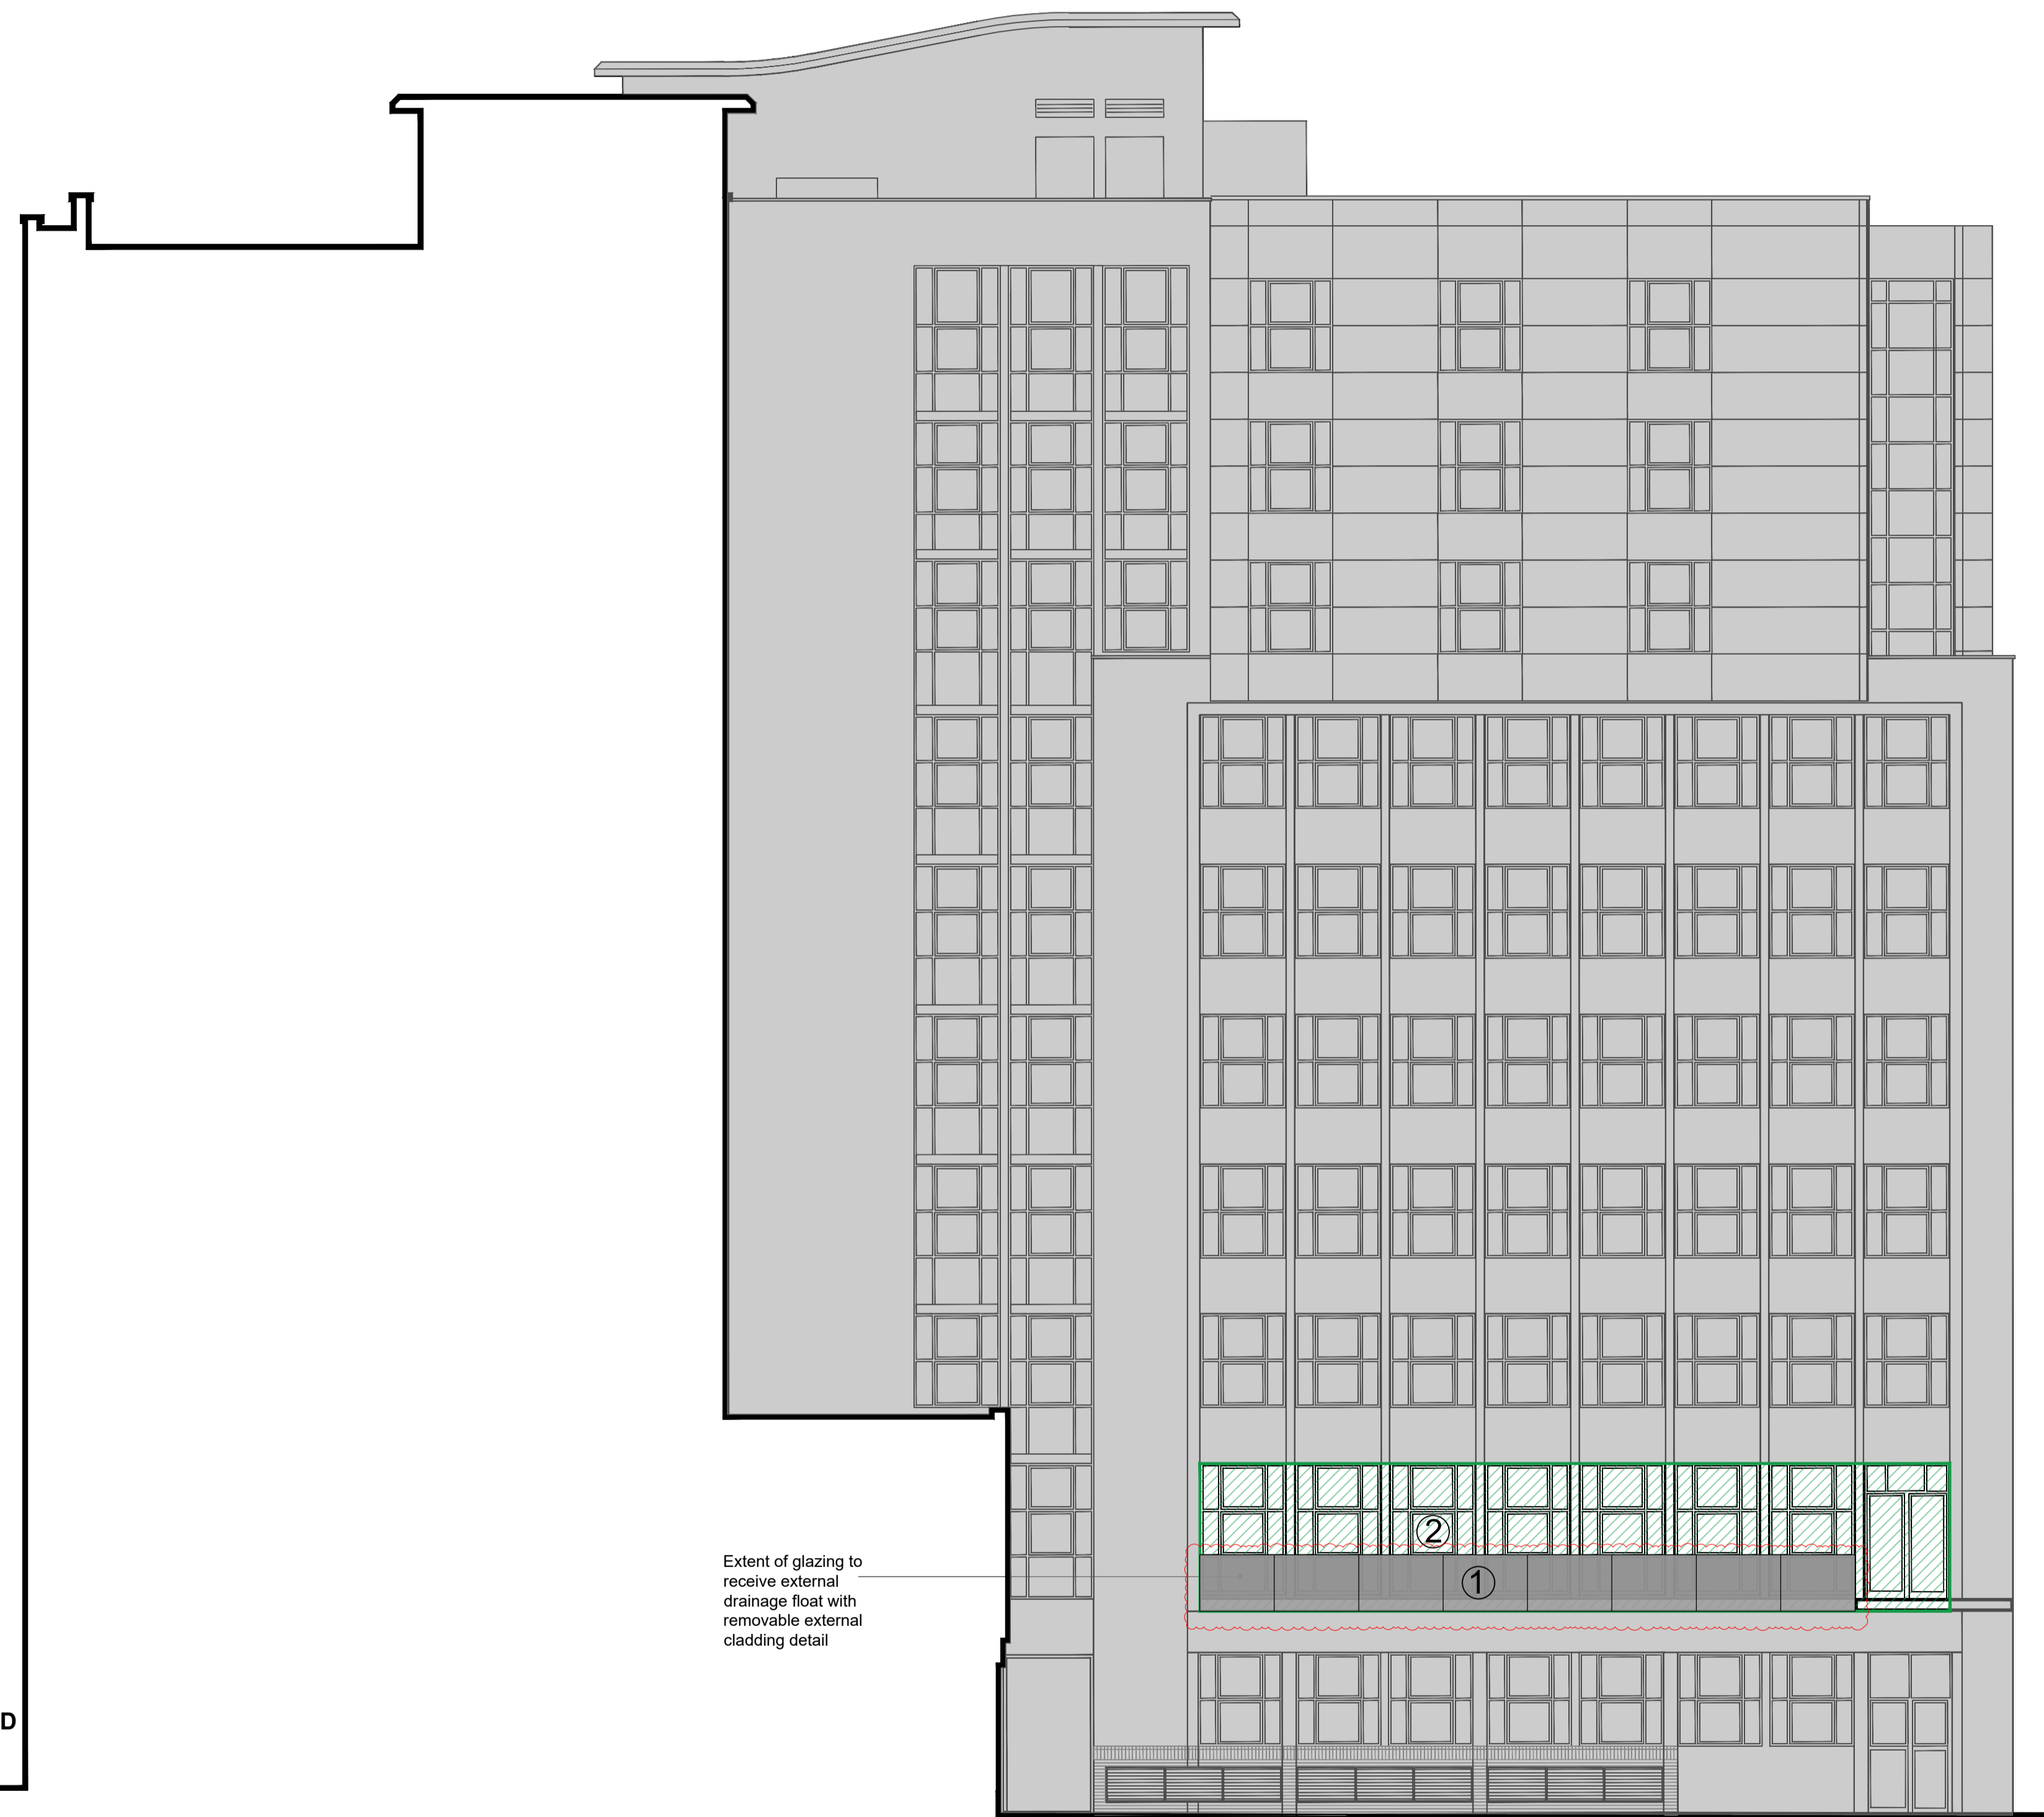 ②
Extent of glazing to
receive external
drainage float with
removable external
cladding detail
①
D